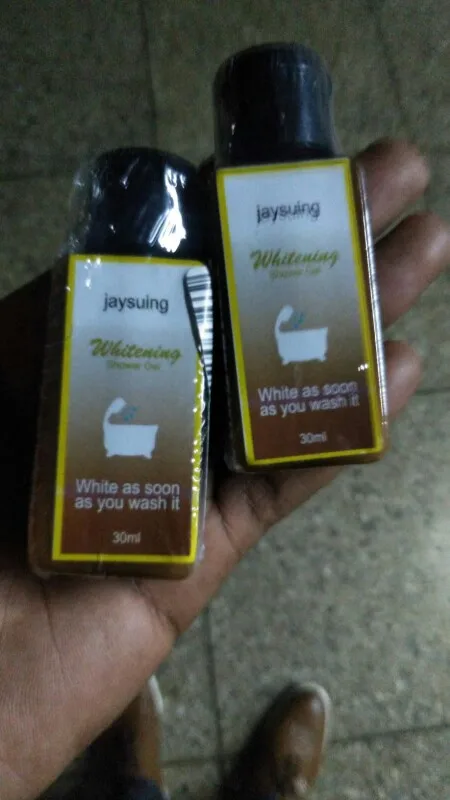 jaysuing
Whitening
Shower Gel
White as soon
as you wash it
30ml
jaysuing
Whitening
Shower Gel
White as soon
as you wash it
30ml